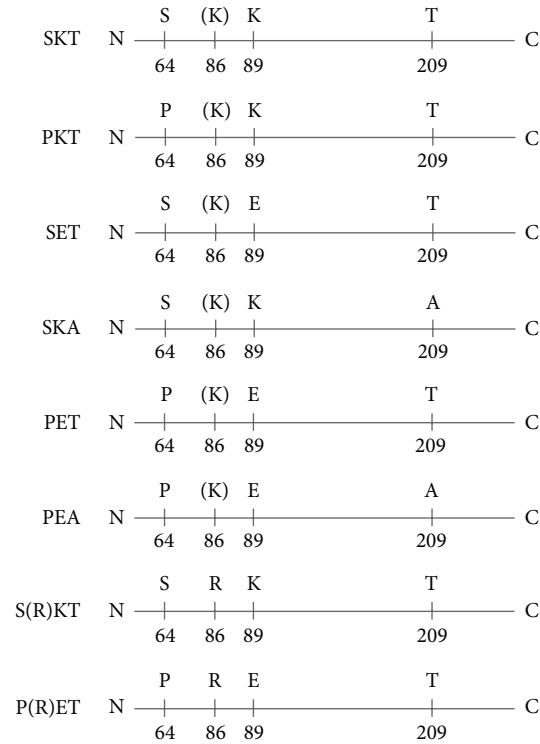 S (K) K T
SKT N C
64 86 89 209
P (K) K T
PKT N C
64 86 89 209
S (K) E T
SET N C
64 86 89 209
S (K) K A
SKA N C
64 86 89 209
P (K) E T
PET N C
64 86 89 209
P (K) E A
PEA N C
64 86 89 209
S R K T
S(R)KT N C
64 86 89 209
P R E T
P(R)ET N C
64 86 89 209